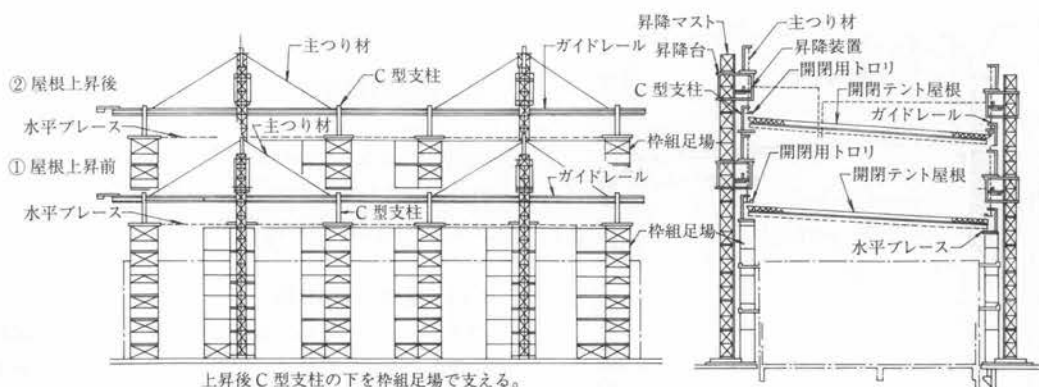 主つり材
ガイドレール
② 屋根上昇後
C 型支柱
水平ブレース
主つり材
枠組足場
① 屋根上昇前
ガイドレール
水平ブレース
C 型支柱
枠組足場
上昇後 C 型支柱の下を枠組足場で支える。
昇降マスト
主つり材
昇降台
昇降装置
開閉用トロリ
C 型支柱
開閉テント屋根
ガイドレール
開閉用トロリ
開閉テント屋根
水平ブレース